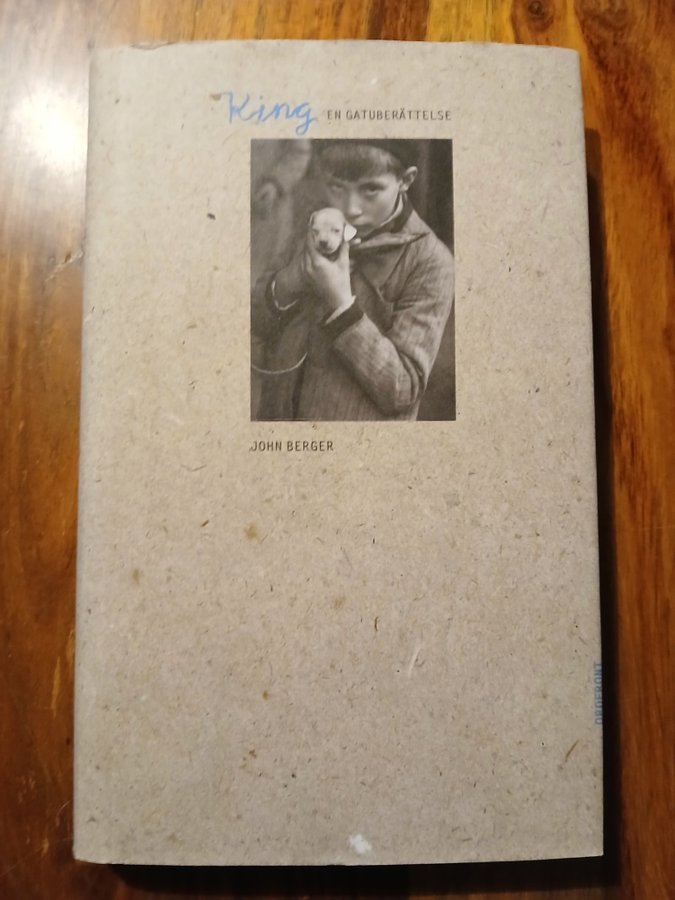 King EN GATUBERÄTTELSE
JOHN BERGER
ORDFRONT